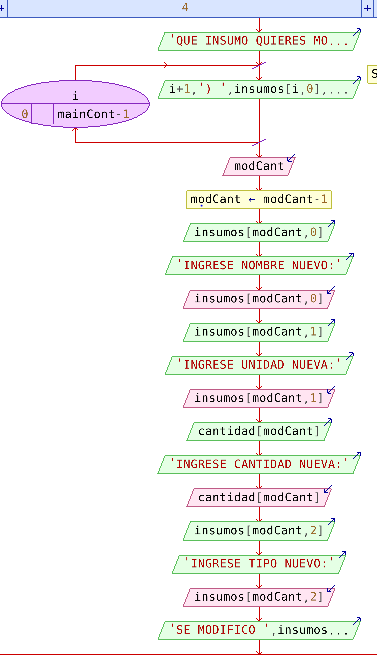 4
'QUE INSUMO QUIERES MO...
i+1,') ',insumos[i,0],...
S
i
0 mainCont-1
modCant
modCant ← modCant-1
insumos[modCant,0]
'INGRESE NOMBRE NUEVO:'
insumos[modCant,0]
insumos[modCant,1]
'INGRESE UNIDAD NUEVA:'
insumos[modCant,1]
cantidad[modCant]
'INGRESE CANTIDAD NUEVA:'
cantidad[modCant]
insumos[modCant,2]
'INGRESE TIPO NUEVO:'
insumos[modCant,2]
'SE MODIFICO ',insumos...